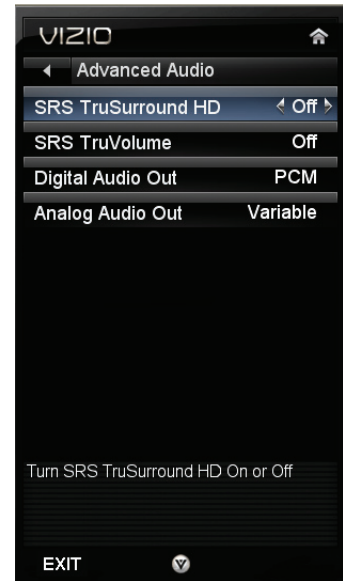 VIZIO
Advanced Audio
SRS TruSurround HD Off
SRS TruVolume Off
Digital Audio Out PCM
Analog Audio Out Variable
Turn SRS TruSurround HD On or Off
EXIT